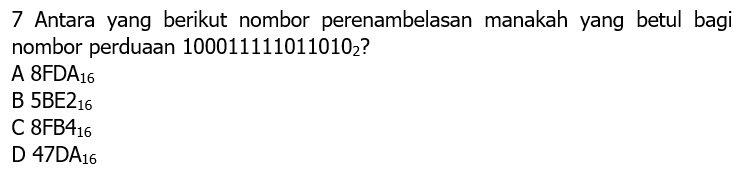 7 Antara yang berikut nombor perenambelasan manakah yang betul bagi
nombor perduaan 100011111011010₂?
A 8FDA₁₆
B 5BE2₁₆
C 8FB4₁₆
D 47DA₁₆